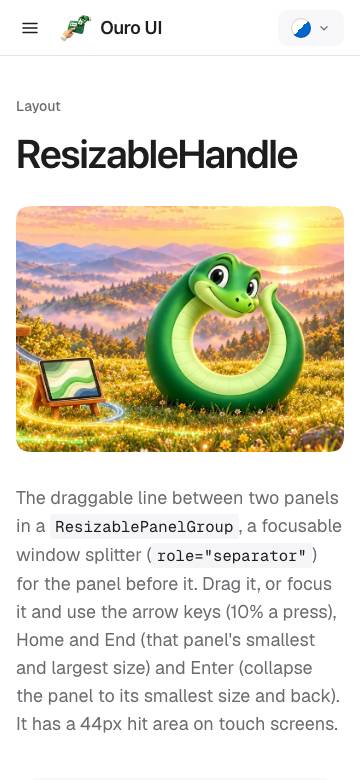 Ouro UI
Layout
ResizableHandle
The draggable line between two panels
in a ResizablePanelGroup, a focusable
window splitter (role="separator")
for the panel before it. Drag it, or focus
it and use the arrow keys (10% a press),
Home and End (that panel's smallest
and largest size) and Enter (collapse
the panel to its smallest size and back).
It has a 44px hit area on touch screens.